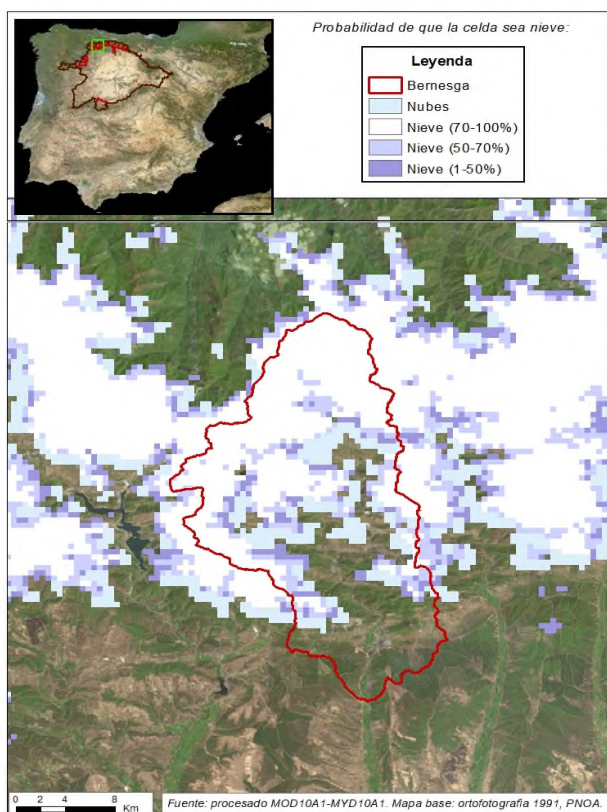 Probabilidad de que la celda sea nieve:
Leyenda
Bernesga
Nubes
Nieve (70-100%)
Nieve (50-70%)
Nieve (1-50%)
0 2 4 8
Km
Fuente: procesado MOD10A1-MYD10A1. Mapa base: ortofotografia 1991, PNOA